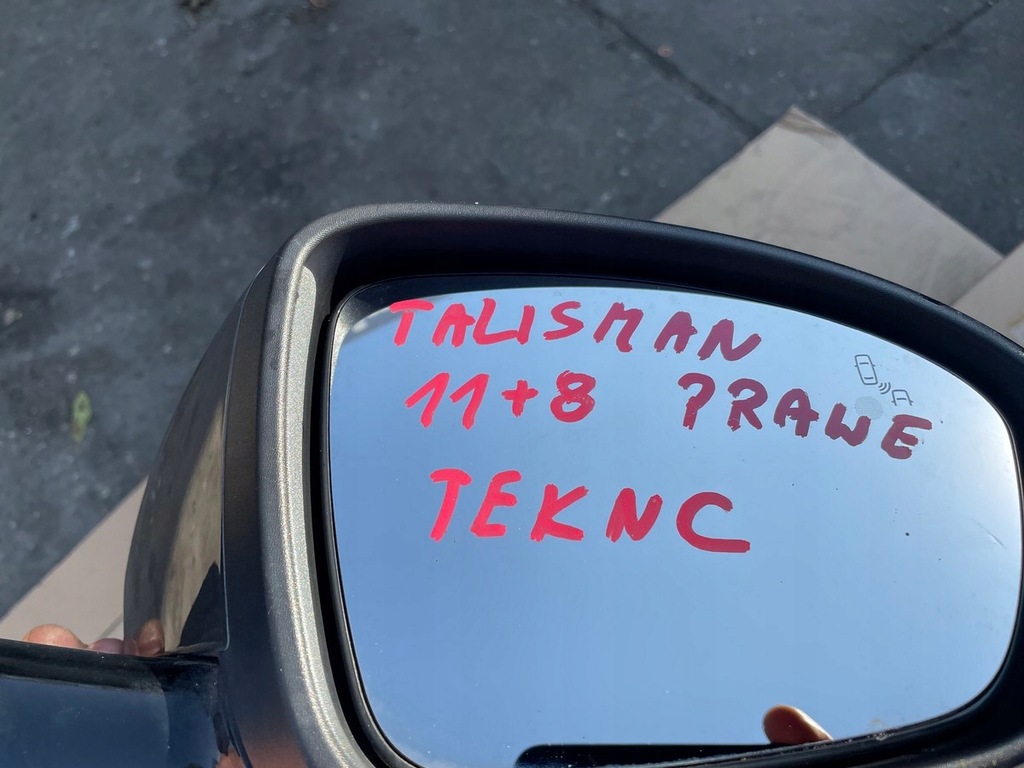 TALISMAN
11+8 PRAWE
TEKNC